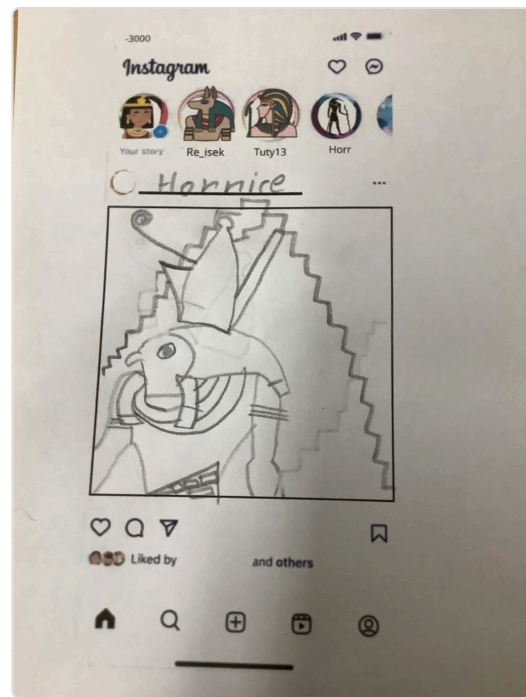 -3000
Instagram
Your story Re_isek Tuty13 Horr
Hornice
Liked by and others